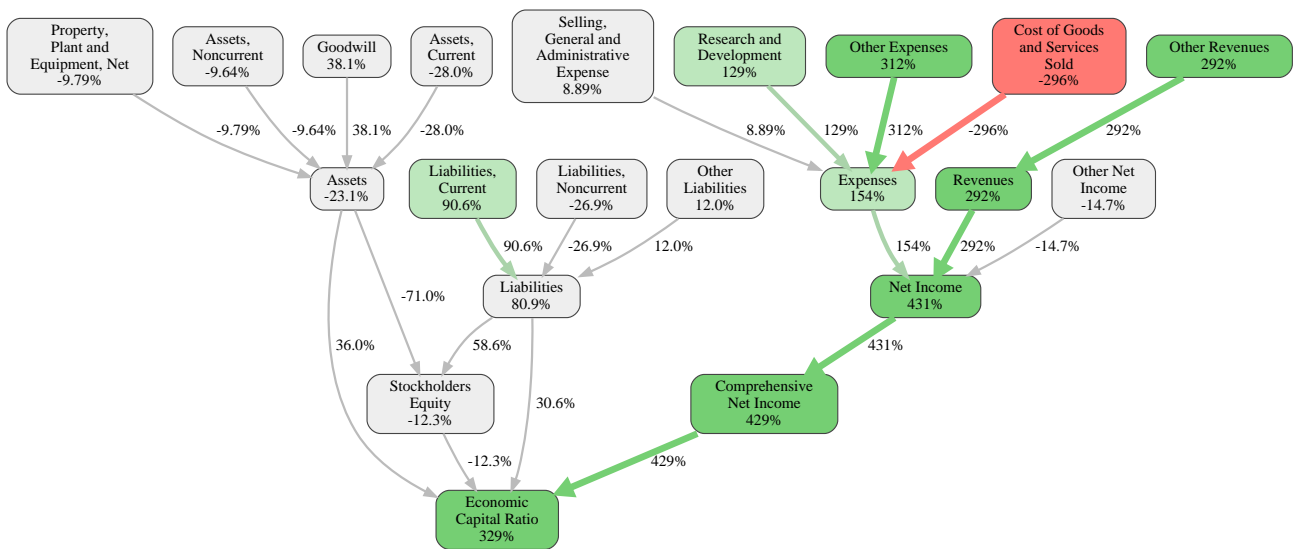 Property,
Plant and
Equipment, Net
-9.79%
Assets,
Noncurrent
-9.64%
Goodwill
38.1%
Assets,
Current
-28.0%
Selling,
General and
Administrative
Expense
8.89%
Research and
Development
129%
Other Expenses
312%
Cost of Goods
and Services
Sold
-296%
Other Revenues
292%
-9.79%
-9.64%
38.1%
-28.0%
8.89%
129%
312%
-296%
292%
Assets
-23.1%
Liabilities,
Current
90.6%
Liabilities,
Noncurrent
-26.9%
Other
Liabilities
12.0%
Expenses
154%
Revenues
292%
Other Net
Income
-14.7%
90.6%
-26.9%
12.0%
154%
292%
-14.7%
Liabilities
80.9%
Net Income
431%
-71.0%
36.0%
58.6%
30.6%
431%
Stockholders
Equity
-12.3%
Comprehensive
Net Income
429%
-12.3%
429%
Economic
Capital Ratio
329%